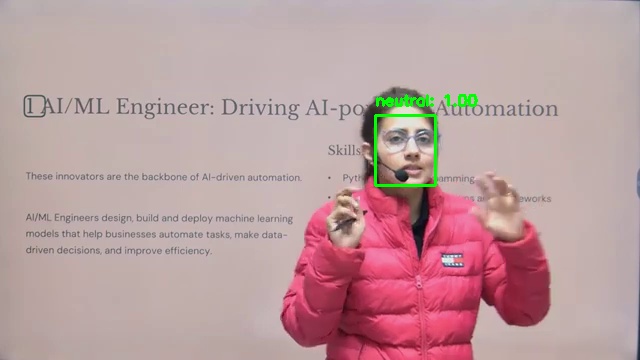 neutral: 1.00
1 AI/ML Engineer: Driving AI-po Automation
Skills
These innovators are the backbone of AI-driven automation.
• Pyth amming,
AI/ML Engineers design, build and deploy machine learning
models that help businesses automate tasks, make data-
driven decisions, and improve efficiency.